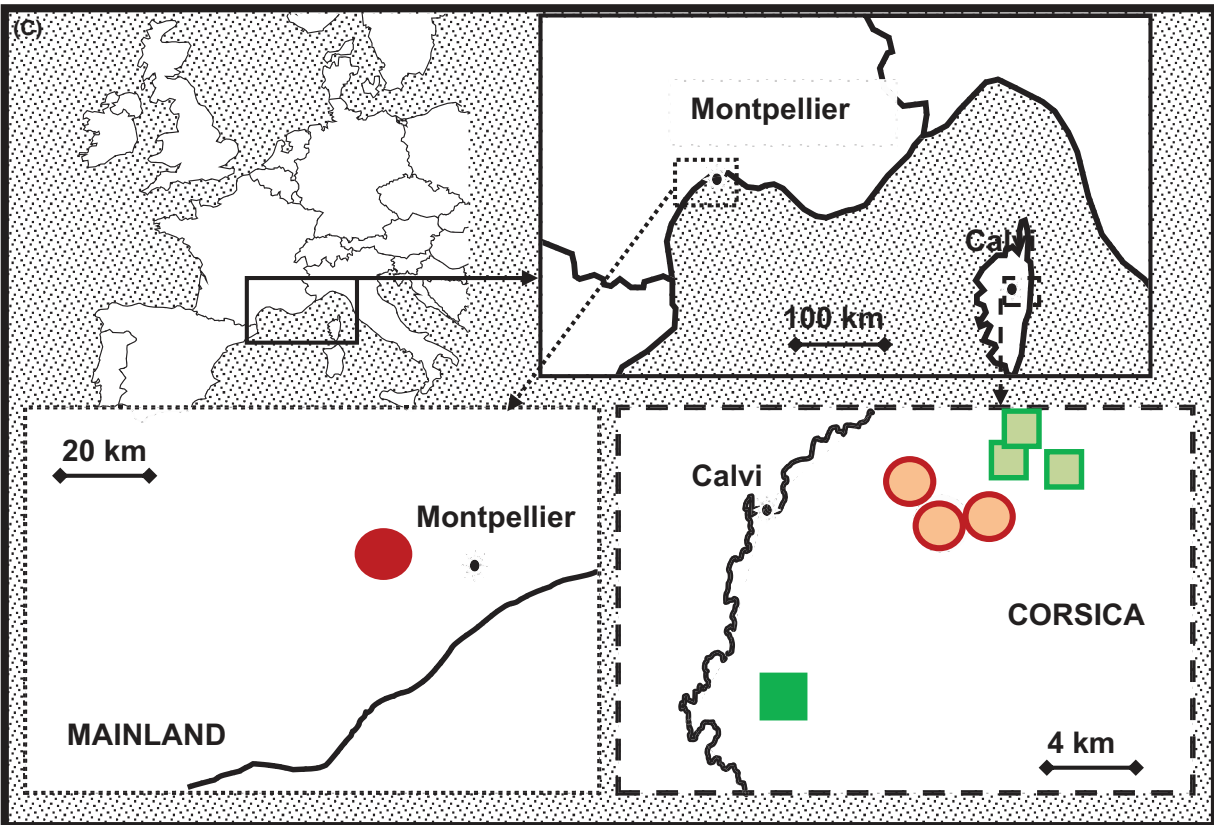 (C)
Montpellier
Calvi
100 km
20 km
Montpellier
MAINLAND
Calvi
CORSICA
4 km